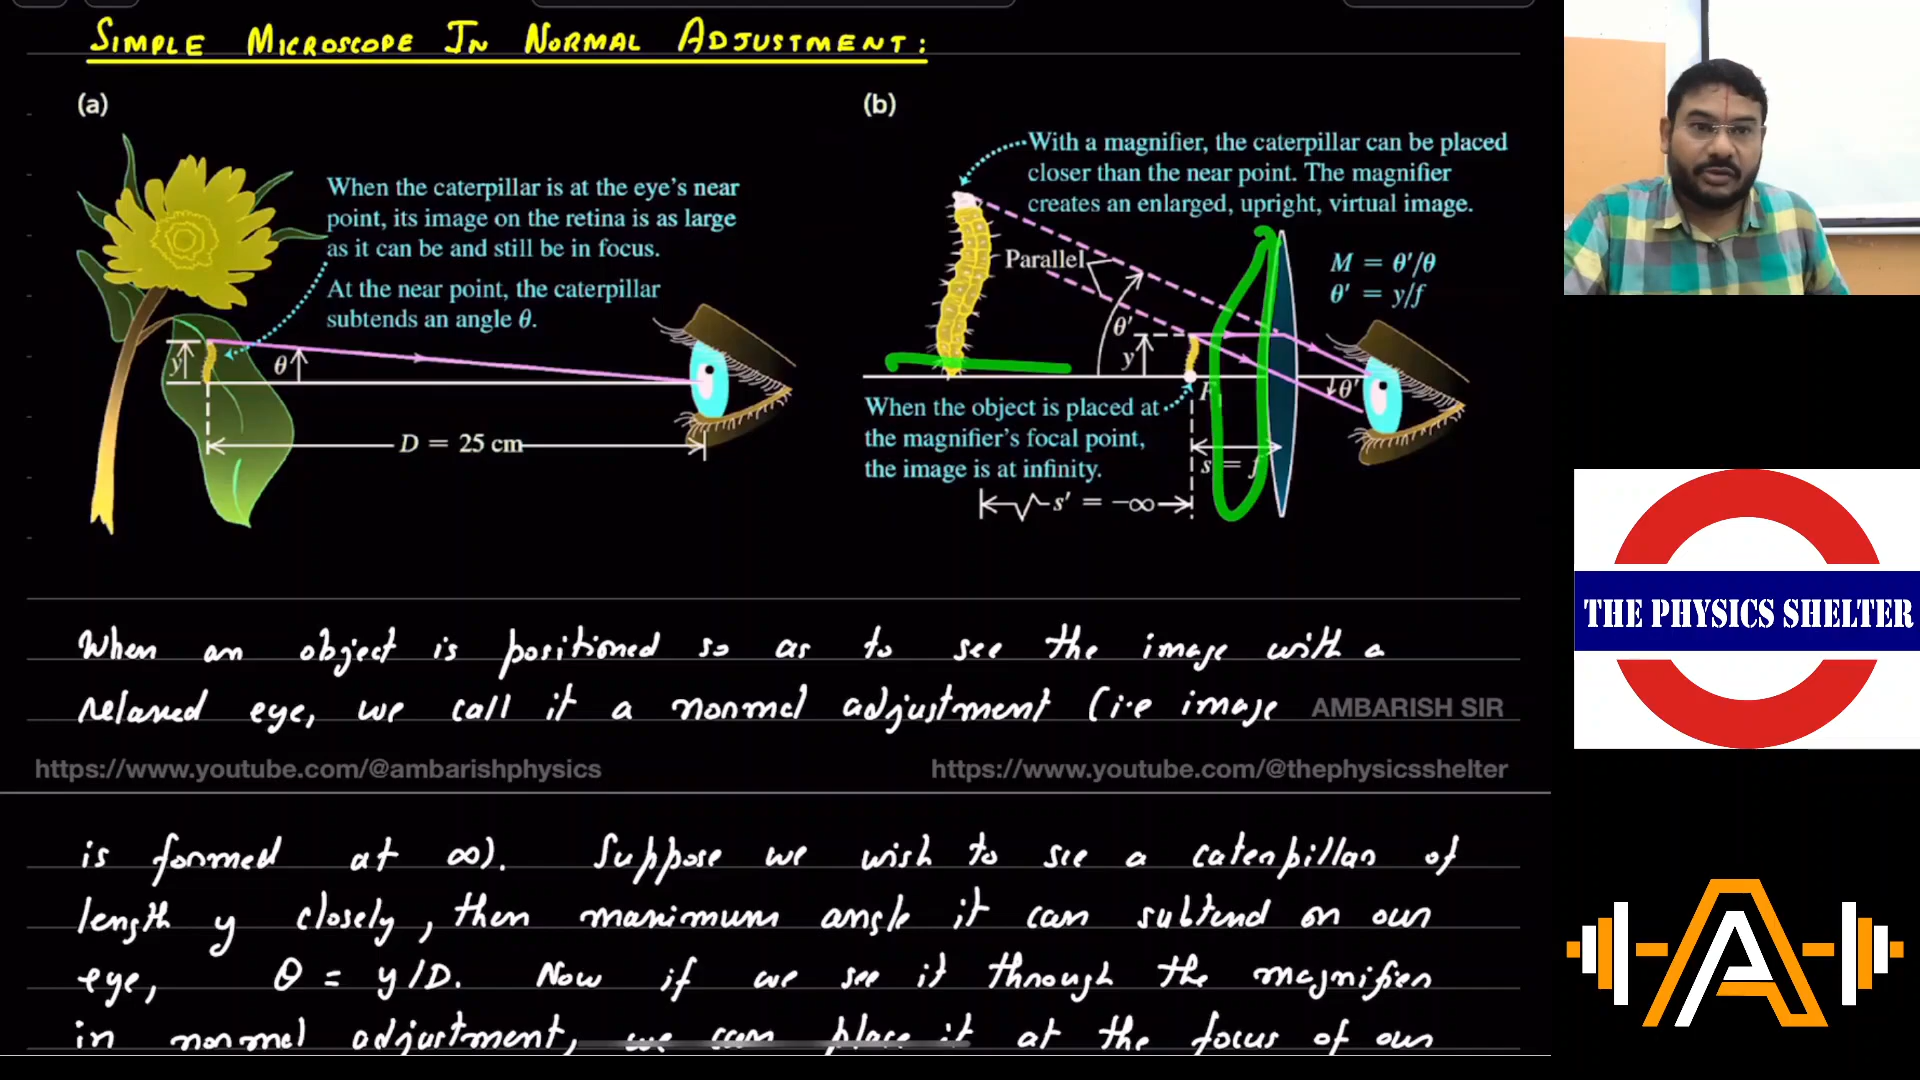 SIMPLE MICROSCOPE IN NORMAL ADJUSTMENT:
(a)
When the caterpillar is at the eye's near
point, its image on the retina is as large
as it can be and still be in focus.
At the near point, the caterpillar
subtends an angle θ.
y
θ
D = 25 cm
(b)
With a magnifier, the caterpillar can be placed
closer than the near point. The magnifier
creates an enlarged, upright, virtual image.
Parallel
M = θ′/θ
θ′ = y/f
θ′
y
F
θ′
When the object is placed at
the magnifier's focal point,
the image is at infinity.
s = f
s′ = −∞
When an object is positioned so as to see the image with a
relaxed eye, we call it a normal adjustment (i.e image
AMBARISH SIR
https://www.youtube.com/@ambarishphysics
https://www.youtube.com/@thephysicsshelter
is formed at ∞). Suppose we wish to see a caterpillar of
length y closely, then maximum angle it can subtend on our
eye, θ = y/D. Now if we see it through the magnifier
in normal adjustment, we can place it at the focus of our
THE PHYSICS SHELTER
A